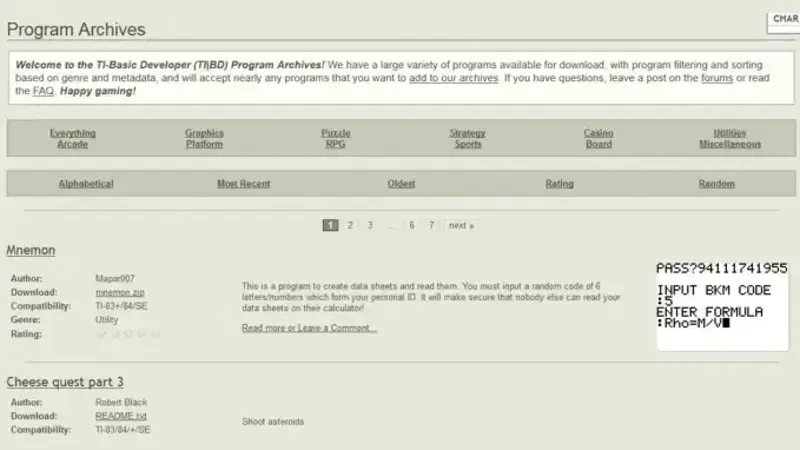 CHAR
Program Archives
Welcome to the TI-Basic Developer (TI|BD) Program Archives! We have a large variety of programs available for download, with program filtering and sorting
based on genre and metadata, and will accept nearly any programs that you want to add to our archives. If you have questions, leave a post on the forums or read
the FAQ. Happy gaming!
Everything Graphics Puzzle Strategy Casino Utilities
Arcade Platform RPG Sports Board Miscellaneous
Alphabetical Most Recent Oldest Rating Random
1 2 3 ... 6 7 next »
Mnemon
Author: Mapar007
Download: mnemon.zip
Compatibility: TI-83+/84/SE
Genre: Utility
Rating:
This is a program to create data sheets and read them. You must input a random code of 6
letters/numbers which form your personal ID. It will make secure that nobody else can read your
data sheets on their calculator!
Read more or Leave a Comment...
PASS?94111741955
INPUT BKM CODE
:5
ENTER FORMULA
:Rho=M/V
Cheese quest part 3
Author: Robert Black
Download: README.txt
Compatibility: TI-83/84/+/SE
Shoot asteroids